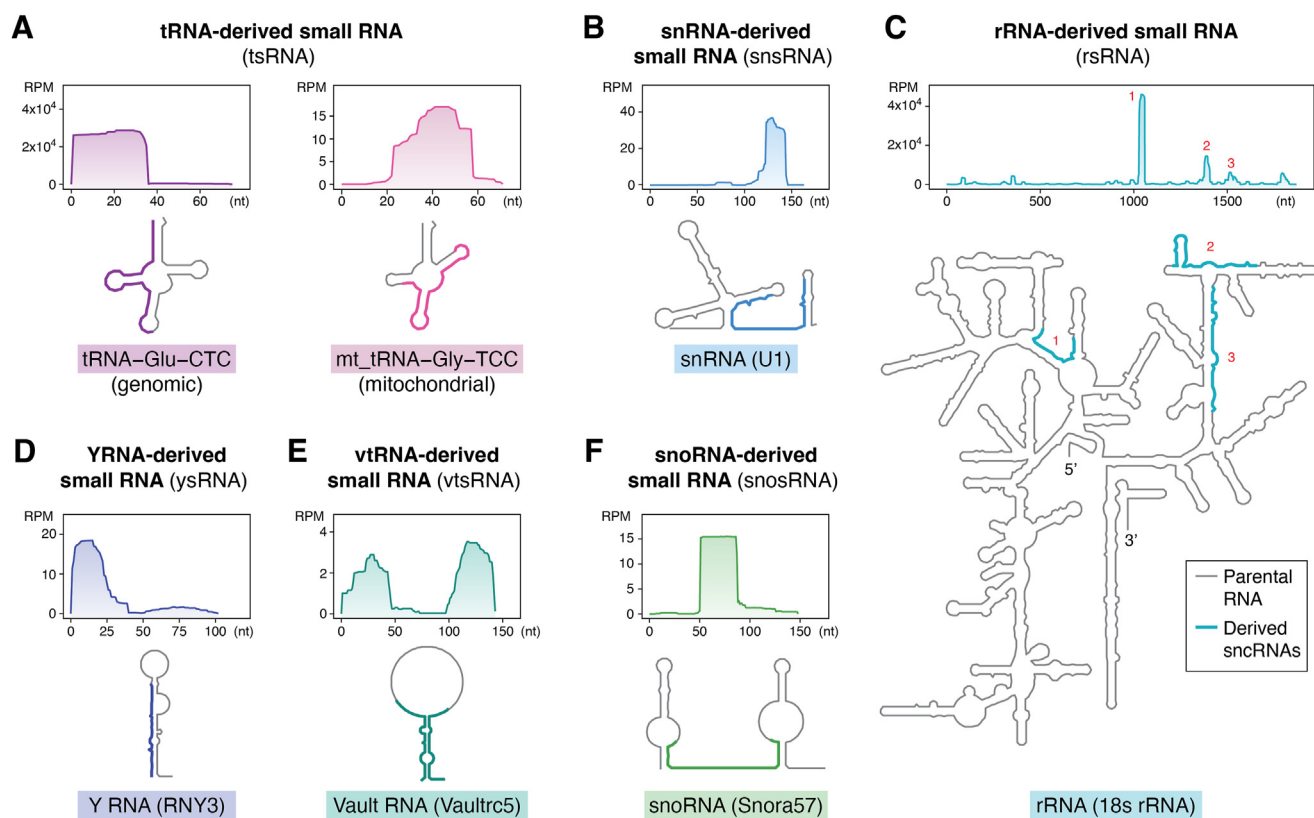 A
tRNA-derived small RNA
(tsRNA)
RPM
4x10⁴
2x10⁴
0
0 20 40 60 (nt)
tRNA–Glu–CTC
(genomic)
RPM
15
10
5
0
0 20 40 60 (nt)
mt_tRNA–Gly–TCC
(mitochondrial)
B
snRNA-derived
small RNA (snsRNA)
RPM
40
20
0
0 50 100 150 (nt)
snRNA (U1)
C
rRNA-derived small RNA
(rsRNA)
RPM
4x10⁴
2x10⁴
0
1
2
3
0 500 1000 1500 (nt)
2
1
3
5’
3’
Parental
RNA
Derived
sncRNAs
rRNA (18s rRNA)
D
YRNA-derived
small RNA (ysRNA)
RPM
20
10
0
0 25 50 75 100 (nt)
Y RNA (RNY3)
E
vtRNA-derived
small RNA (vtsRNA)
RPM
4
2
0
0 50 100 150 (nt)
Vault RNA (Vaultrc5)
F
snoRNA-derived
small RNA (snosRNA)
RPM
15
10
5
0
0 50 100 150 (nt)
snoRNA (Snora57)